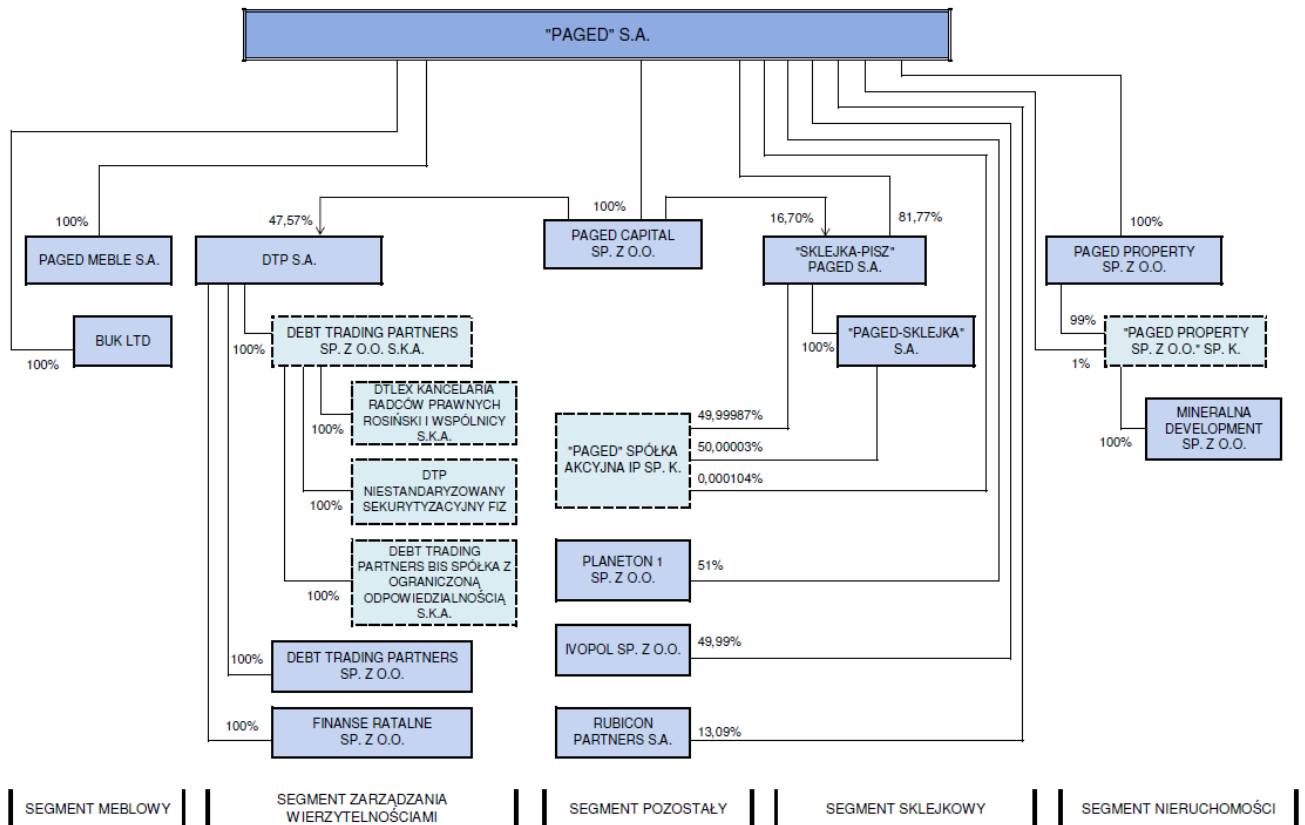 "PAGED" S.A.
100%
47,57%
100%
16,70%
81,77%
100%
PAGED MEBLE S.A.
DTP S.A.
PAGED CAPITAL
SP. Z O.O.
"SKLEJKA-PISZ"
PAGED S.A.
PAGED PROPERTY
SP. Z O.O.
BUK LTD
100%
DEBT TRADING PARTNERS
SP. Z O.O. S.K.A.
100%
"PAGED-SKLEJKA"
S.A.
100%
99%
"PAGED PROPERTY
SP. Z O.O." SP. K.
1%
DTLEX KANCELARIA
RADCÓW PRAWNYCH
ROSIŃSKI I WSPÓLNICY
S.K.A.
100%
"PAGED" SPÓŁKA
AKCYJNA IP SP. K.
49,99987%
50,00003%
0,000104%
MINERALNA
DEVELOPMENT
SP. Z O.O.
100%
DTP
NIESTANDARYZOWANY
SEKURYTYZACYJNY FIZ
100%
DEBT TRADING
PARTNERS BIS SPÓŁKA Z
OGRANICZONĄ
ODPOWIEDZIALNOŚCIĄ
S.K.A.
100%
PLANETON 1
SP. Z O.O.
51%
DEBT TRADING PARTNERS
SP. Z O.O.
100%
IVOPOL SP. Z O.O.
49,99%
FINANSE RATALNE
SP. Z O.O.
100%
RUBICON
PARTNERS S.A.
13,09%
SEGMENT MEBLOWY
SEGMENT ZARZĄDZANIA
WIERZYTELNOŚCIAMI
SEGMENT POZOSTAŁY
SEGMENT SKLEJKOWY
SEGMENT NIERUCHOMOŚCI